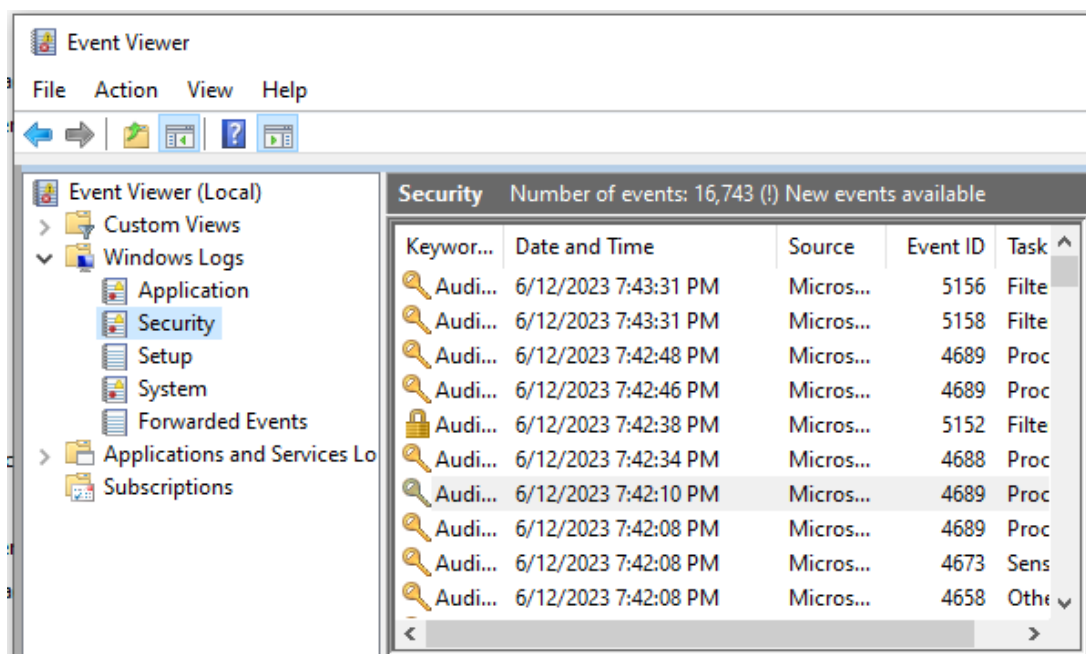 Event Viewer
File Action View Help
Event Viewer (Local)
Custom Views
Windows Logs
Application
Security
Setup
System
Forwarded Events
Applications and Services Lo
Subscriptions
Security Number of events: 16,743 (!) New events available
Keywor... Date and Time Source Event ID Task
Audi... 6/12/2023 7:43:31 PM Micros... 5156 Filte
Audi... 6/12/2023 7:43:31 PM Micros... 5158 Filte
Audi... 6/12/2023 7:42:48 PM Micros... 4689 Proc
Audi... 6/12/2023 7:42:46 PM Micros... 4689 Proc
Audi... 6/12/2023 7:42:38 PM Micros... 5152 Filte
Audi... 6/12/2023 7:42:34 PM Micros... 4688 Proc
Audi... 6/12/2023 7:42:10 PM Micros... 4689 Proc
Audi... 6/12/2023 7:42:08 PM Micros... 4689 Proc
Audi... 6/12/2023 7:42:08 PM Micros... 4673 Sens
Audi... 6/12/2023 7:42:08 PM Micros... 4658 Othe